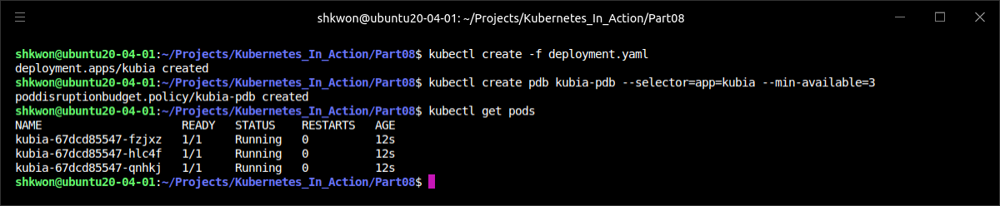 shkwon@ubuntu20-04-01: ~/Projects/Kubernetes_In_Action/Part08
shkwon@ubuntu20-04-01:~/Projects/Kubernetes_In_Action/Part08$ kubectl create -f deployment.yaml
deployment.apps/kubia created
shkwon@ubuntu20-04-01:~/Projects/Kubernetes_In_Action/Part08$ kubectl create pdb kubia-pdb --selector=app=kubia --min-available=3
poddisruptionbudget.policy/kubia-pdb created
shkwon@ubuntu20-04-01:~/Projects/Kubernetes_In_Action/Part08$ kubectl get pods
NAME                     READY   STATUS    RESTARTS   AGE
kubia-67dcd85547-fzjxz   1/1     Running   0          12s
kubia-67dcd85547-hlc4f   1/1     Running   0          12s
kubia-67dcd85547-qnhkj   1/1     Running   0          12s
shkwon@ubuntu20-04-01:~/Projects/Kubernetes_In_Action/Part08$